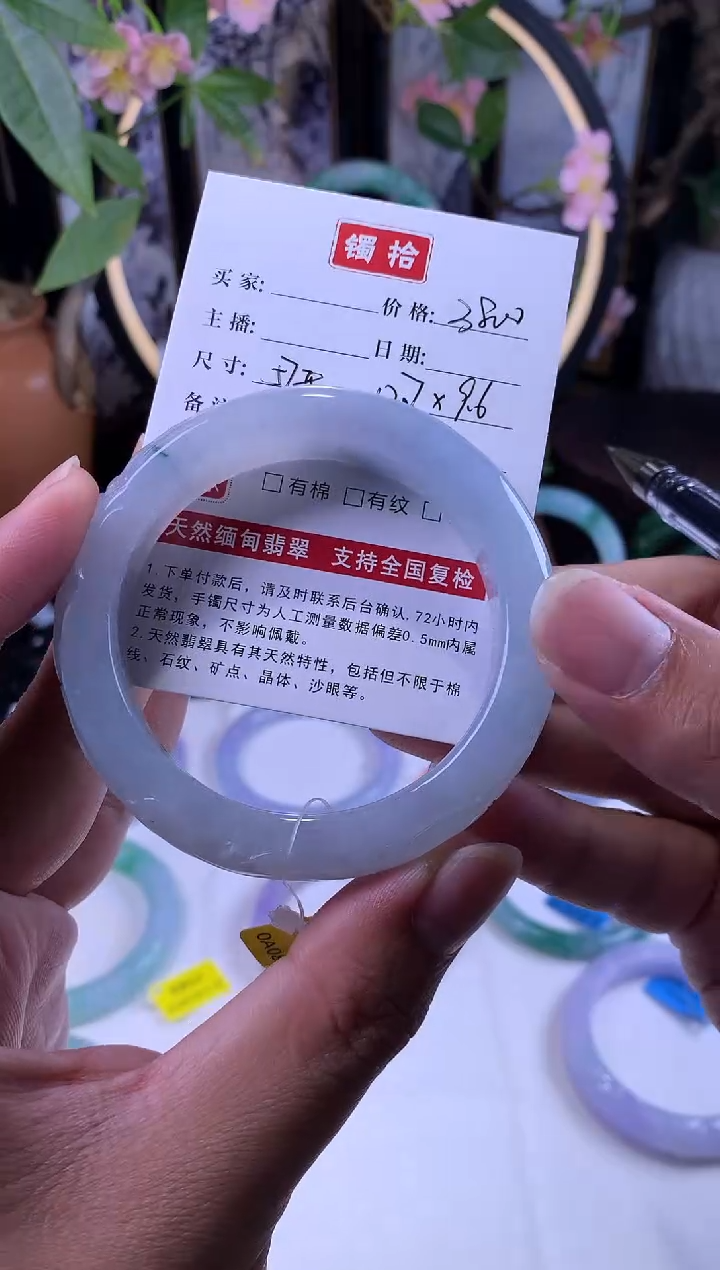 镯拾
买家: 价格: 3800
主播: 日期:
尺寸: 57 × 9.6
备注
□有棉 □有纹
天然缅甸翡翠 支持全国复检
1. 下单付款后，请及时联系后台确认, 72小时内
发货，手镯尺寸为人工测量数据偏差0.5mm内属
正常现象，不影响佩戴。
2. 天然翡翠具有其天然特性，包括但不限于棉
线、石纹、矿点、晶体、沙眼等。